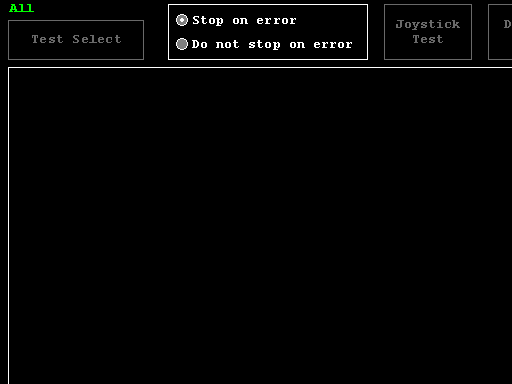 All
Test Select
Stop on error
Do not stop on error
Joystick
Test
D